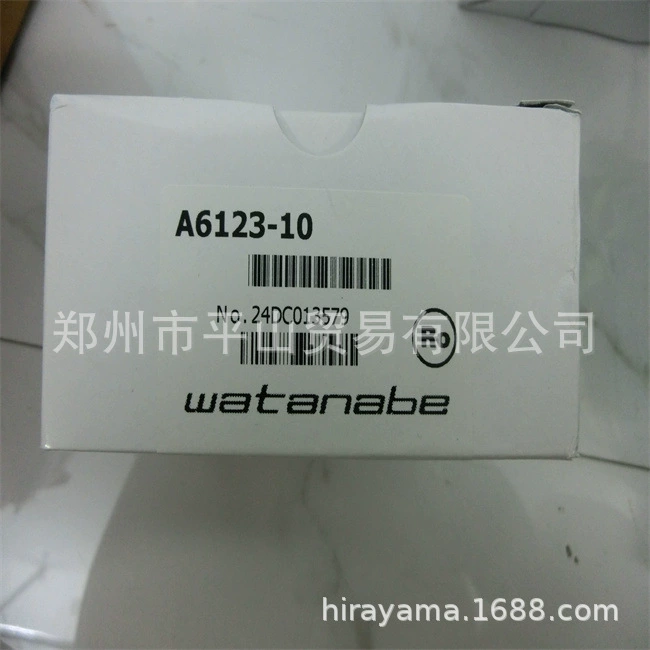 A6123-10
No. 24DC013579
郑州市平山贸易有限公司
Ro
watanabe
hirayama.1688.com